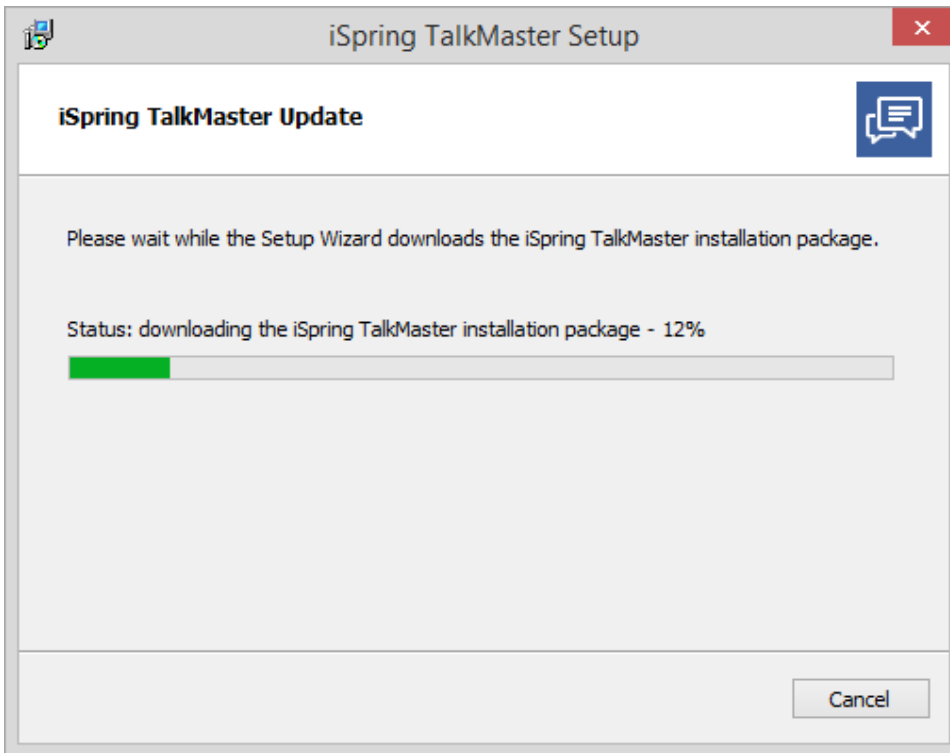 iSpring TalkMaster Setup
iSpring TalkMaster Update
Please wait while the Setup Wizard downloads the iSpring TalkMaster installation package.
Status: downloading the iSpring TalkMaster installation package - 12%
Cancel